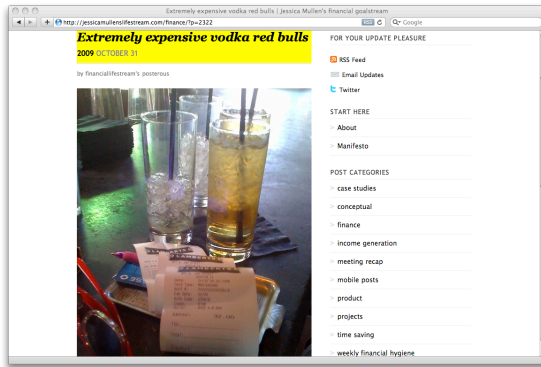 Extremely expensive vodka red bulls | Jessica Mullen's financial goalstream
http://jessicamullenslifestream.com/finance/?p=2322
RSS
Google
Extremely expensive vodka red bulls
2009 OCTOBER 31
by financiallifestream's posterous
LAMBERTS
FOR YOUR UPDATE PLEASURE
RSS Feed
Email Updates
Twitter
START HERE
> About
> Manifesto
POST CATEGORIES
> case studies
> conceptual
> finance
> income generation
> meeting recap
> mobile posts
> product
> projects
> time saving
> weekly financial hygiene